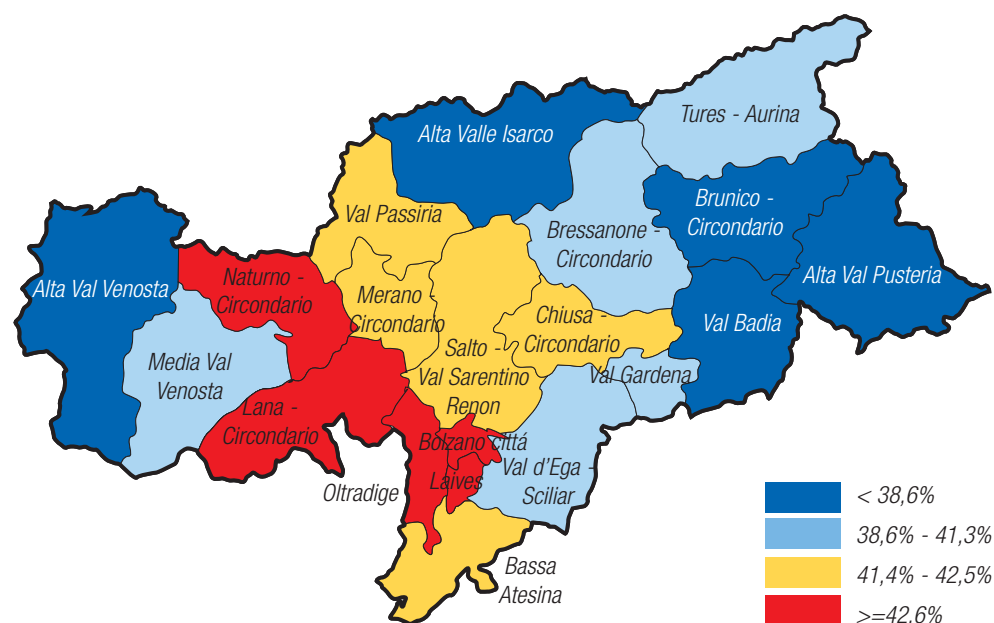 Tures - Aurina
Alta Valle Isarco
Brunico -
Circondario
Val Passiria
Bressanone -
Circondario
Alta Val Pusteria
Alta Val Venosta
Naturno -
Circondario
Merano -
Circondario
Chiusa -
Circondario
Val Badia
Salto -
Val Sarentino
Renon
Media Val
Venosta
Val Gardena
Lana -
Circondario
Bolzano cittá
Val d'Ega -
Sciliar
Laives
Oltradige
Bassa
Atesina
< 38,6%
38,6% - 41,3%
41,4% - 42,5%
>=42,6%